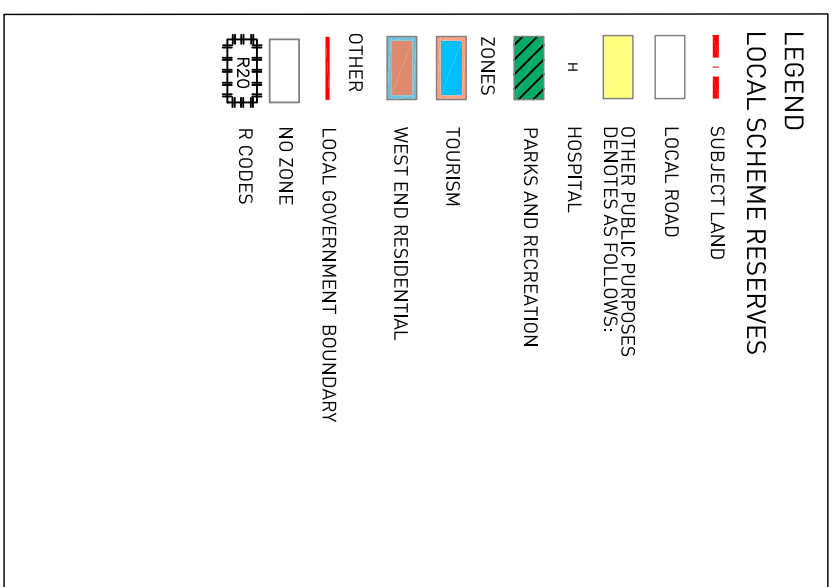 LEGEND
LOCAL SCHEME RESERVES
SUBJECT LAND
LOCAL ROAD
OTHER PUBLIC PURPOSES
DENOTES AS FOLLOWS:
H HOSPITAL
PARKS AND RECREATION
ZONES
TOURISM
WEST END RESIDENTIAL
OTHER
LOCAL GOVERNMENT BOUNDARY
NO ZONE
R20 R CODES